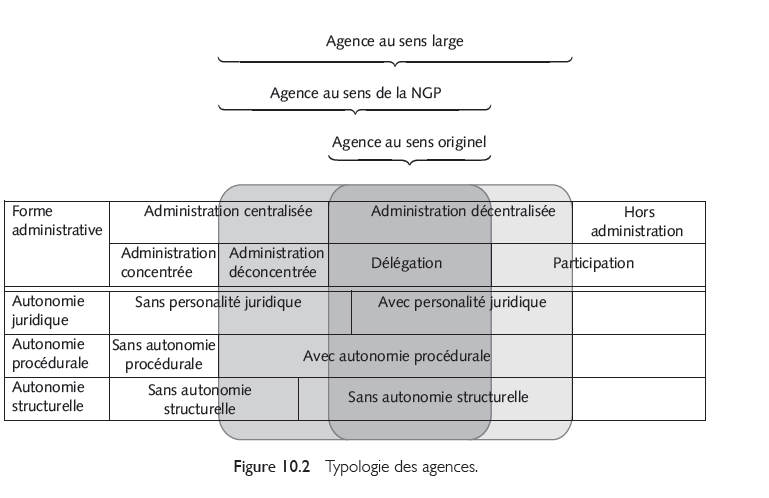 Agence au sens large
Agence au sens de la NGP
Agence au sens originel
Forme
administrative
Administration centralisée
Administration décentralisée
Hors
administration
Administration
concentrée
Administration
déconcentrée
Délégation
Participation
Autonomie
juridique
Sans personalité juridique
Avec personalité juridique
Autonomie
procédurale
Sans autonomie
procédurale
Avec autonomie procédurale
Autonomie
structurelle
Sans autonomie
structurelle
Sans autonomie structurelle
Figure 10.2 Typologie des agences.